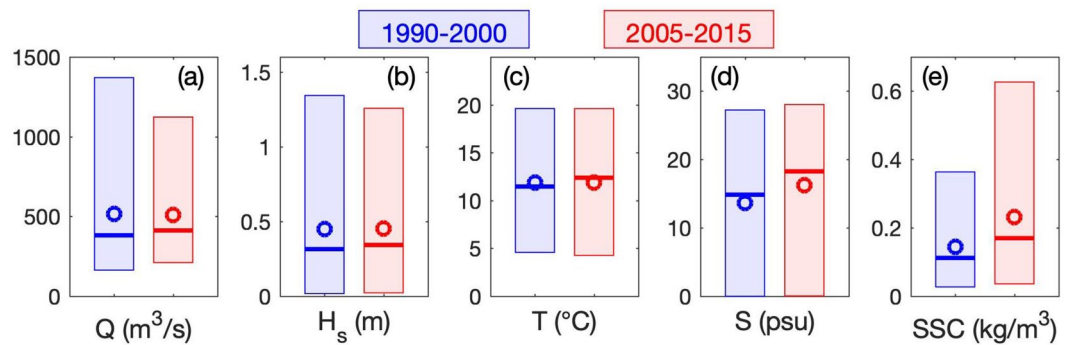 1990-2000 2005-2015
1500 (a) 1.5 (b) (c) (d) 30 (e) 0.6
20
1000 1 15 20 0.4
500 0.5 10 10 0.2
5
0 0 0 0 0
Q (m³/s) Hₛ (m) T (°C) S (psu) SSC (kg/m³)